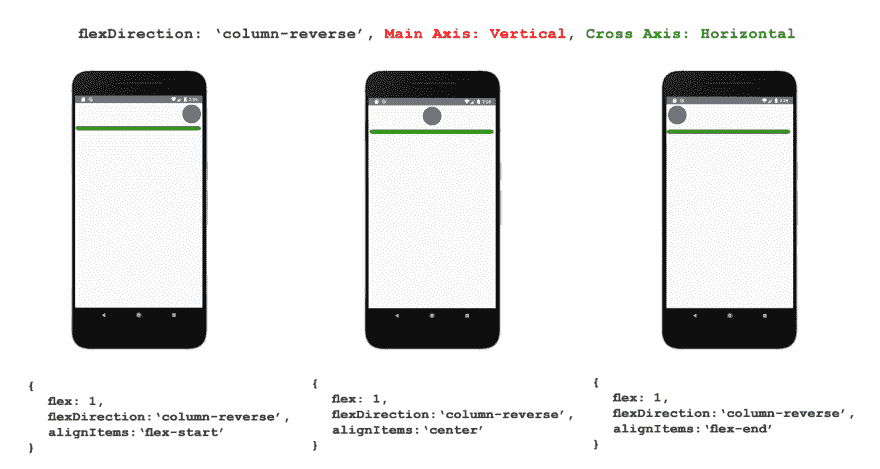 flexDirection: ‘column-reverse’, Main Axis: Vertical, Cross Axis: Horizontal
{
flex: 1,
flexDirection:‘column-reverse’,
alignItems:‘flex-start’
}
{
flex: 1,
flexDirection:‘column-reverse’,
alignItems:‘center’
}
{
flex: 1,
flexDirection:‘column-reverse’,
alignItems:‘flex-end’
}